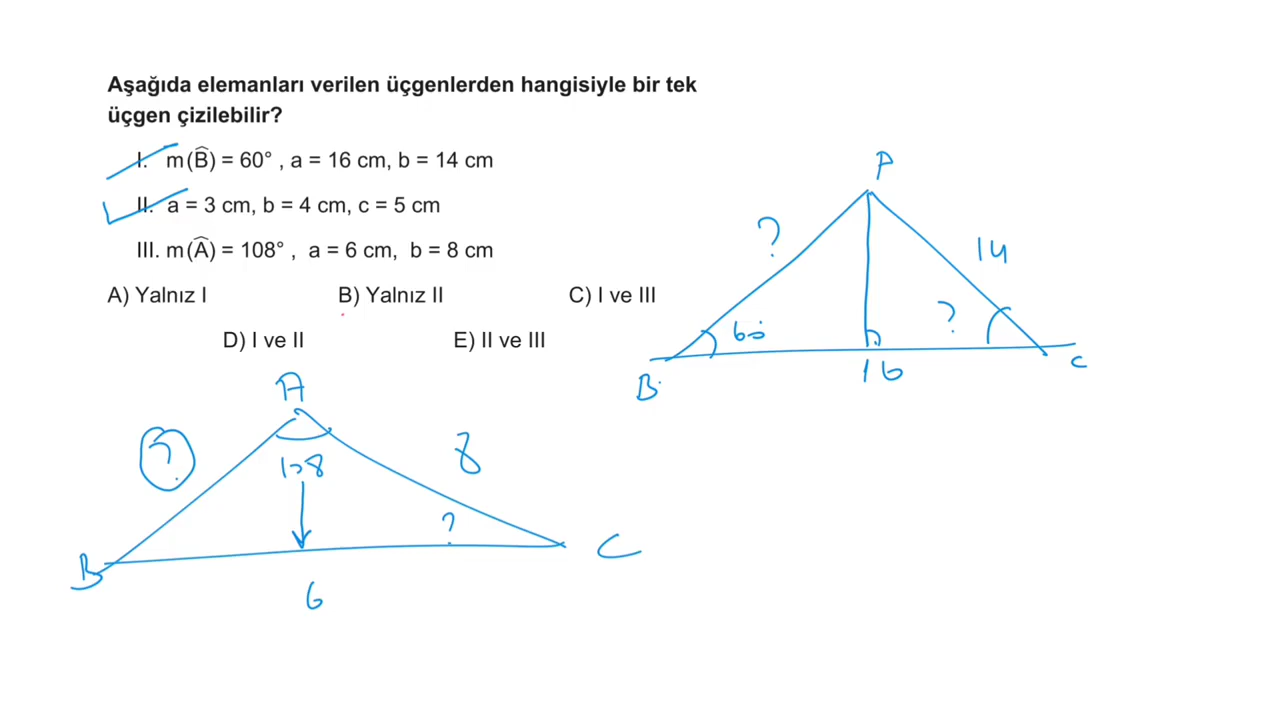 Aşağıda elemanları verilen üçgenlerden hangisiyle bir tek
üçgen çizilebilir?
I. m(B̂) = 60° , a = 16 cm, b = 14 cm
II. a = 3 cm, b = 4 cm, c = 5 cm
III. m(Â) = 108° , a = 6 cm, b = 8 cm
A) Yalnız I B) Yalnız II C) I ve III
D) I ve II E) II ve III
?
14
60°
?
B
16
C
A
?
108
8
?
B
C
6